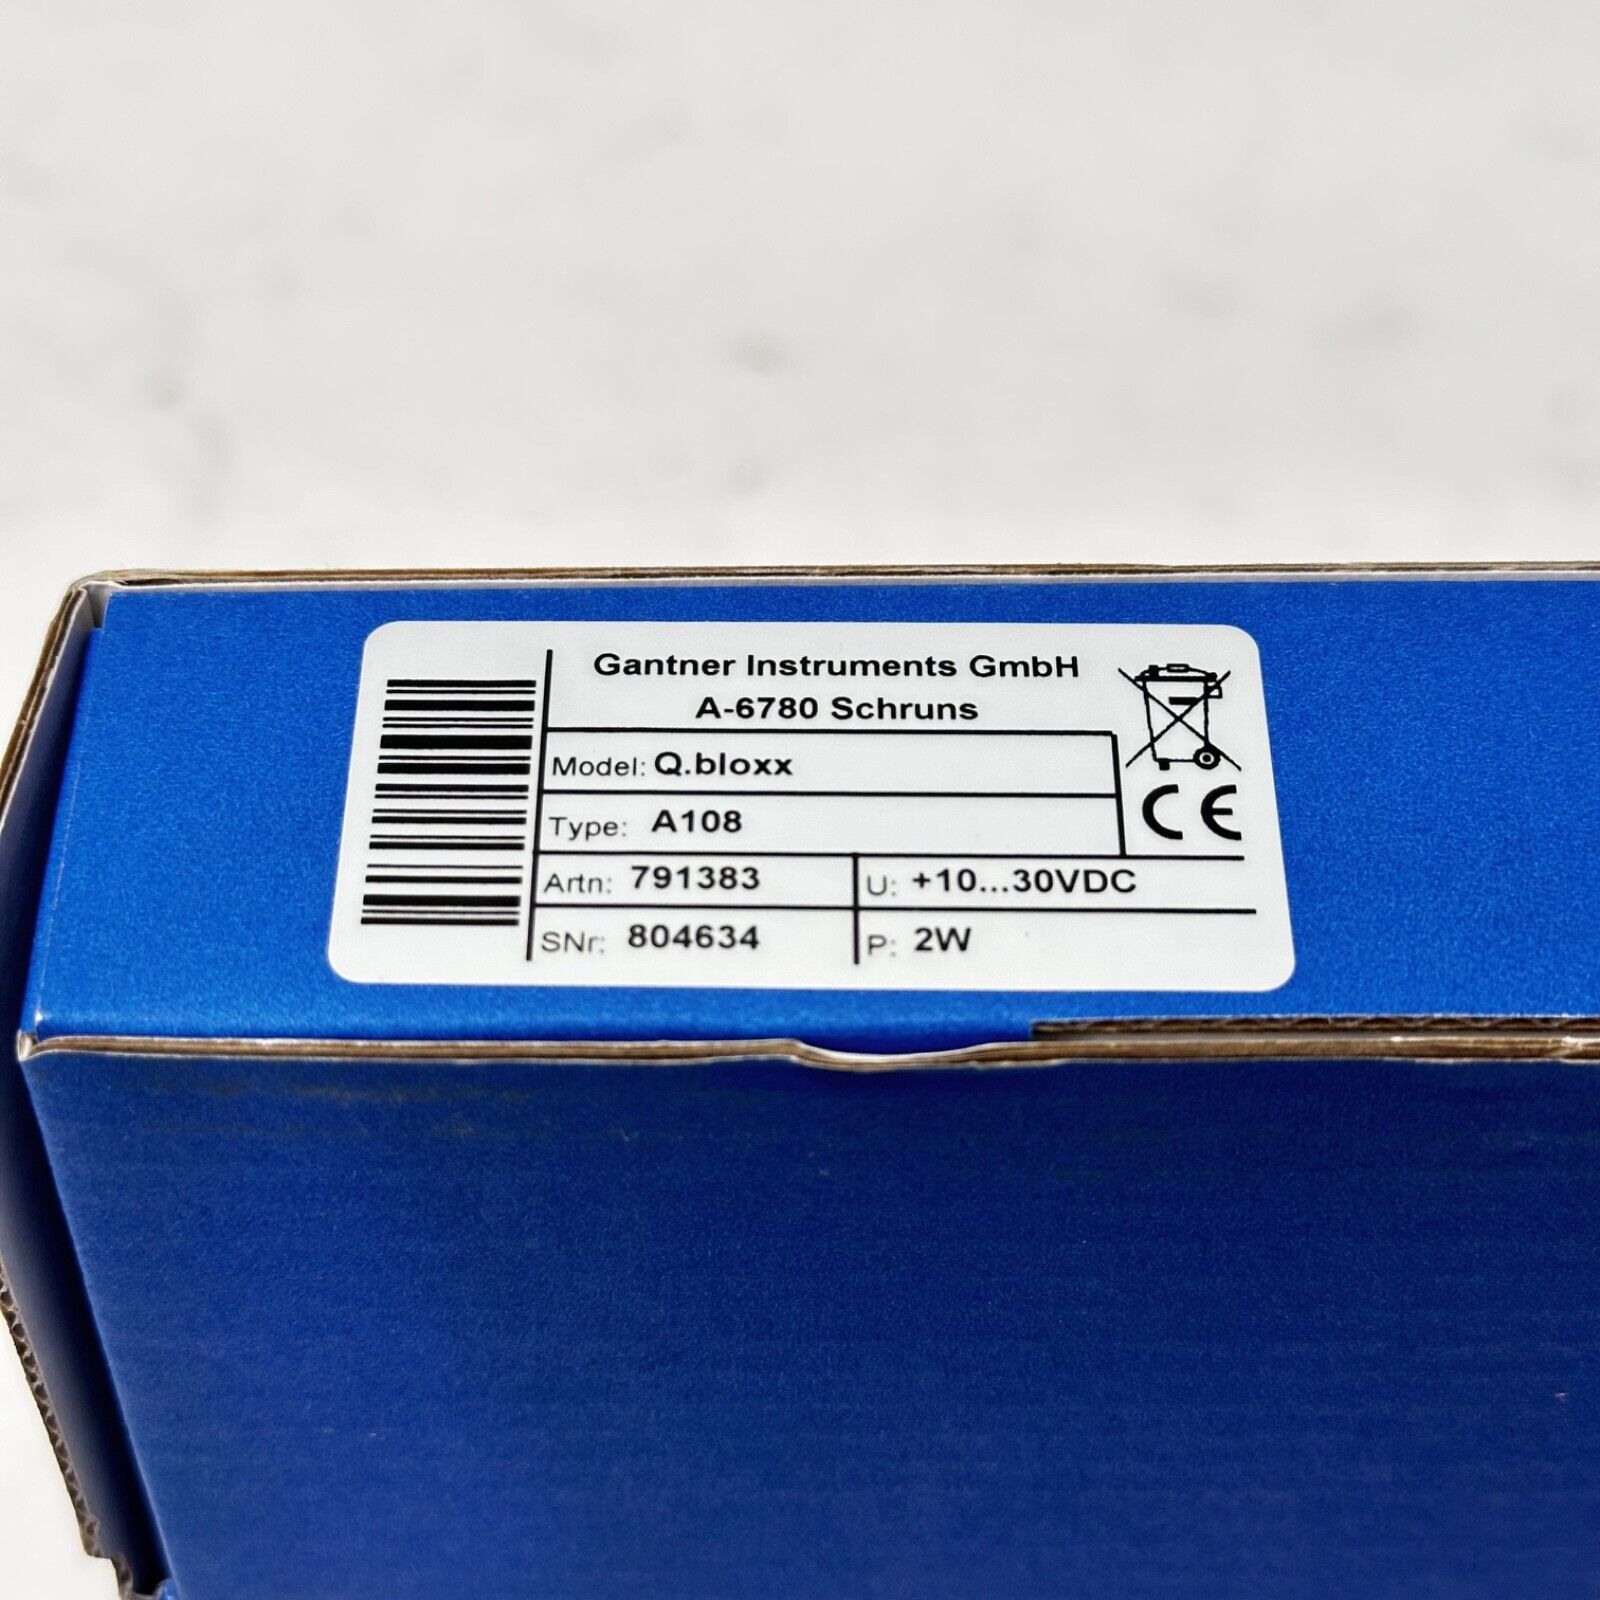 Gantner Instruments GmbH
A-6780 Schruns
Model: Q.bloxx
Type: A108
Artn: 791383 U: +10...30VDC
SNr: 804634 P: 2W
CE